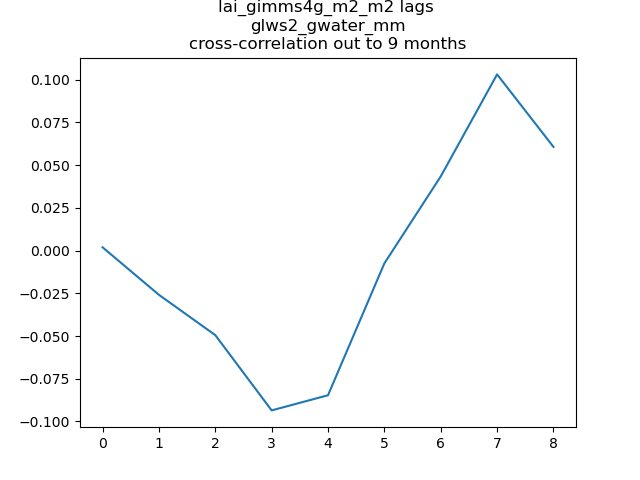 lai_gimms4g_m2_m2 lags
glws2_gwater_mm
cross-correlation out to 9 months
0.100
0.075
0.050
0.025
0.000
−0.025
−0.050
−0.075
−0.100
0 1 2 3 4 5 6 7 8